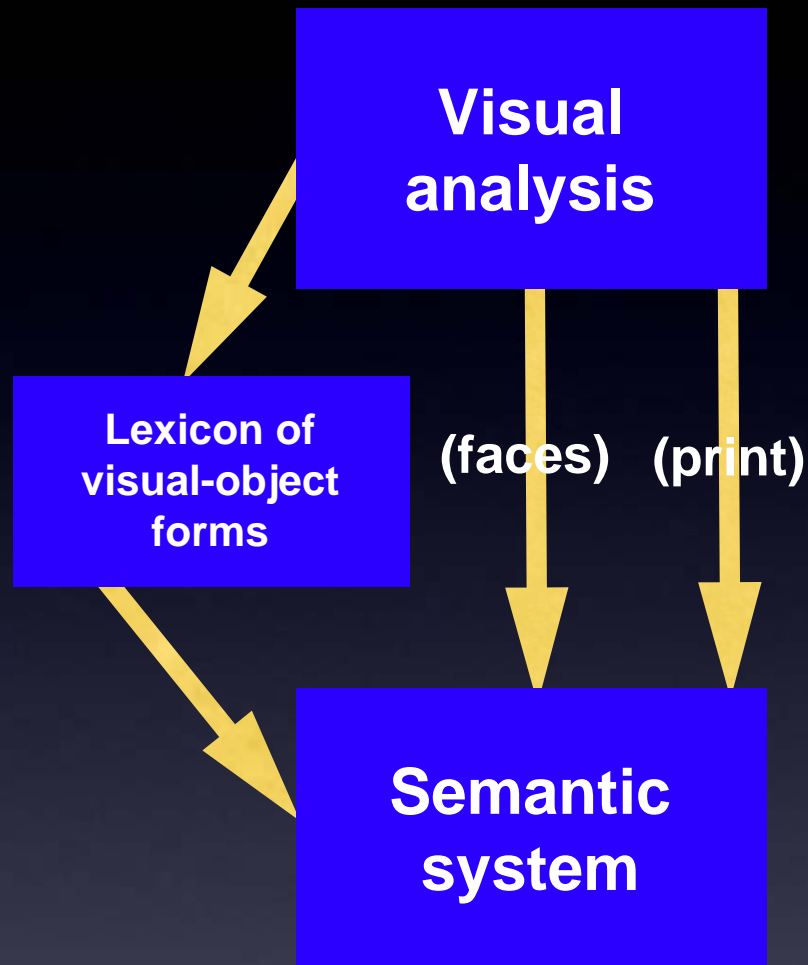 Visual
analysis
Lexicon of
visual-object
forms
(faces) (print)
Semantic
system